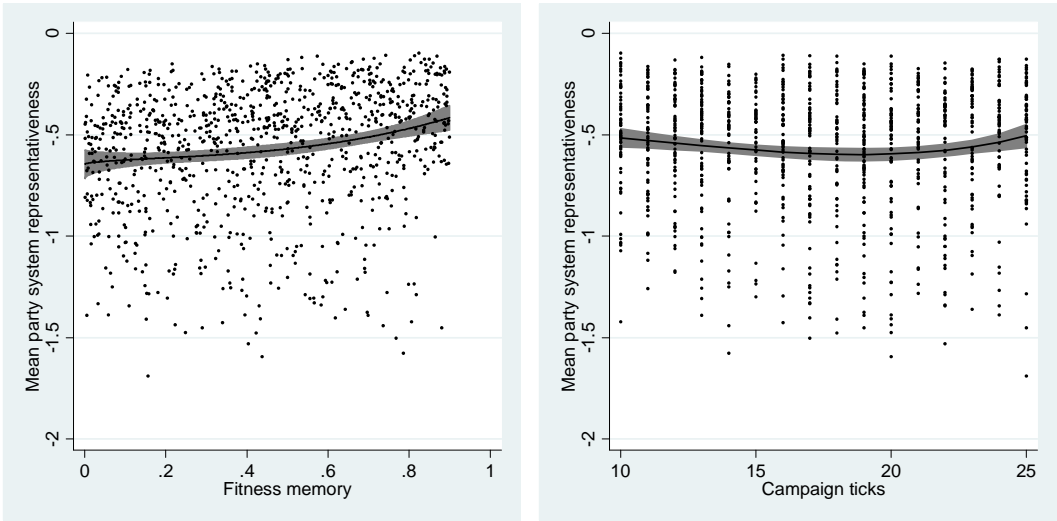 Mean party system representativeness
0
-.5
-1
-1.5
-2
0 .2 .4 .6 .8 1
Fitness memory
Mean party system representativeness
0
-.5
-1
-1.5
-2
10 15 20 25
Campaign ticks